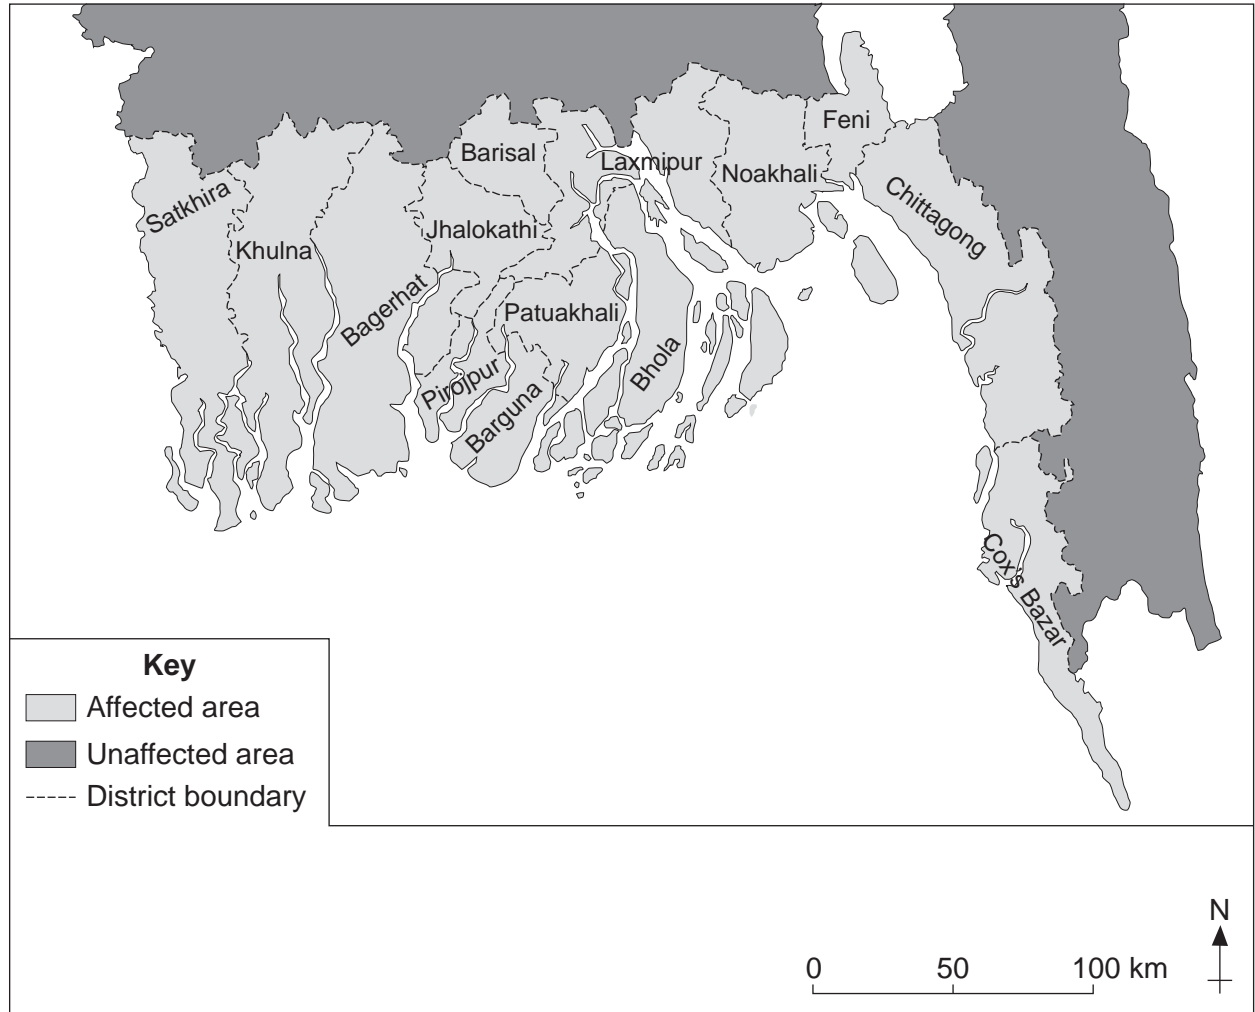 Feni
Barisal
Laxmipur
Noakhali
Satkhira
Chittagong
Jhalokathi
Khulna
Bagerhat
Patuakhali
Bhola
Pirojpur
Barguna
Cox's Bazar
Key
Affected area
Unaffected area
District boundary
N
0 50 100 km